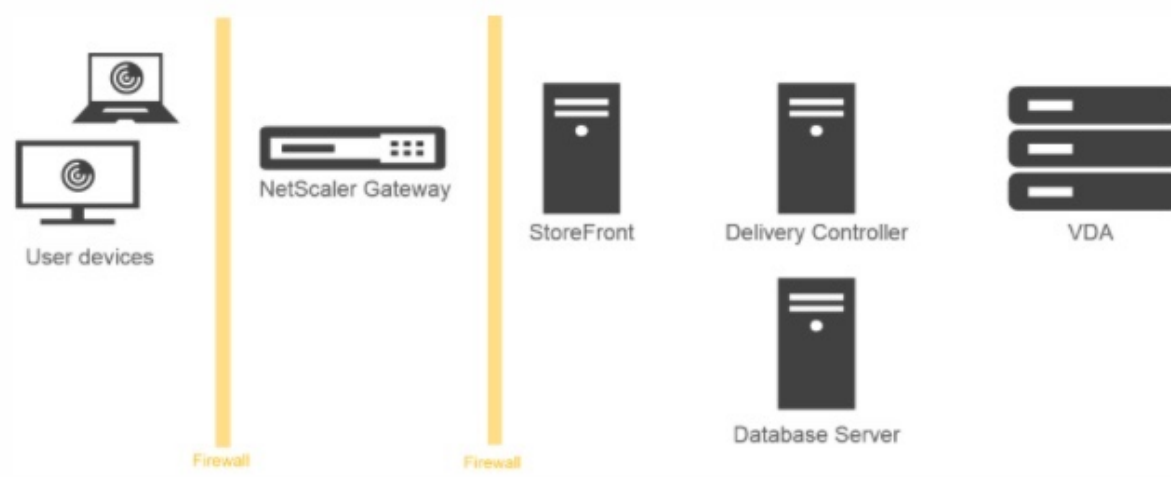 NetScaler Gateway
StoreFront
Delivery Controller
VDA
User devices
Database Server
Firewall
Firewall